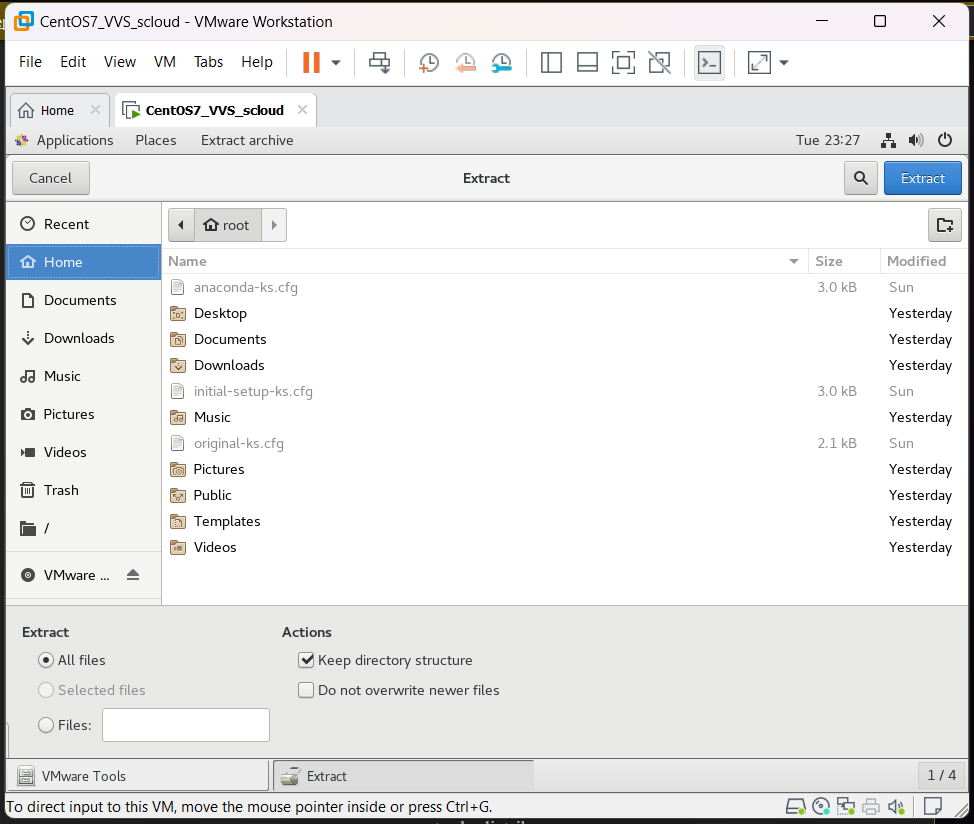 CentOS7_VVS_scloud - VMware Workstation
File Edit View VM Tabs Help
Home CentOS7_VVS_scloud
Applications Places Extract archive Tue 23:27
Cancel Extract Extract
Recent
Home
Documents
Downloads
Music
Pictures
Videos
Trash
/
VMware ...
root
Name Size Modified
anaconda-ks.cfg 3.0 kB Sun
Desktop Yesterday
Documents Yesterday
Downloads Yesterday
initial-setup-ks.cfg 3.0 kB Sun
Music Yesterday
original-ks.cfg 2.1 kB Sun
Pictures Yesterday
Public Yesterday
Templates Yesterday
Videos Yesterday
Extract
All files
Selected files
Files:
Actions
Keep directory structure
Do not overwrite newer files
VMware Tools Extract 1 / 4
To direct input to this VM, move the mouse pointer inside or press Ctrl+G.